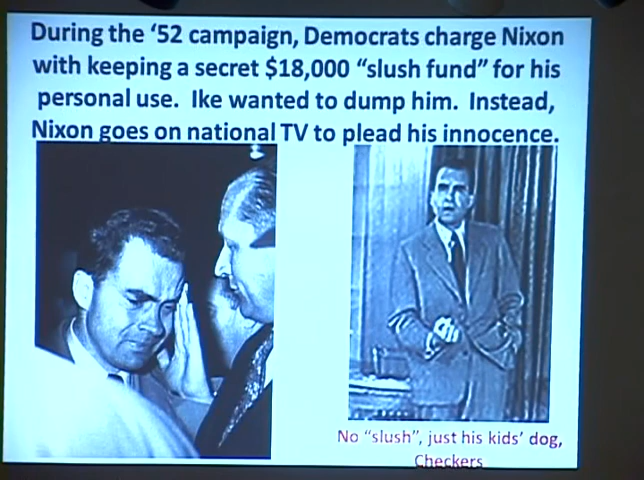 During the ‘52 campaign, Democrats charge Nixon
with keeping a secret $18,000 “slush fund” for his
personal use.  Ike wanted to dump him.  Instead,
Nixon goes on national TV to plead his innocence.
No “slush”, just his kids’ dog,
Checkers